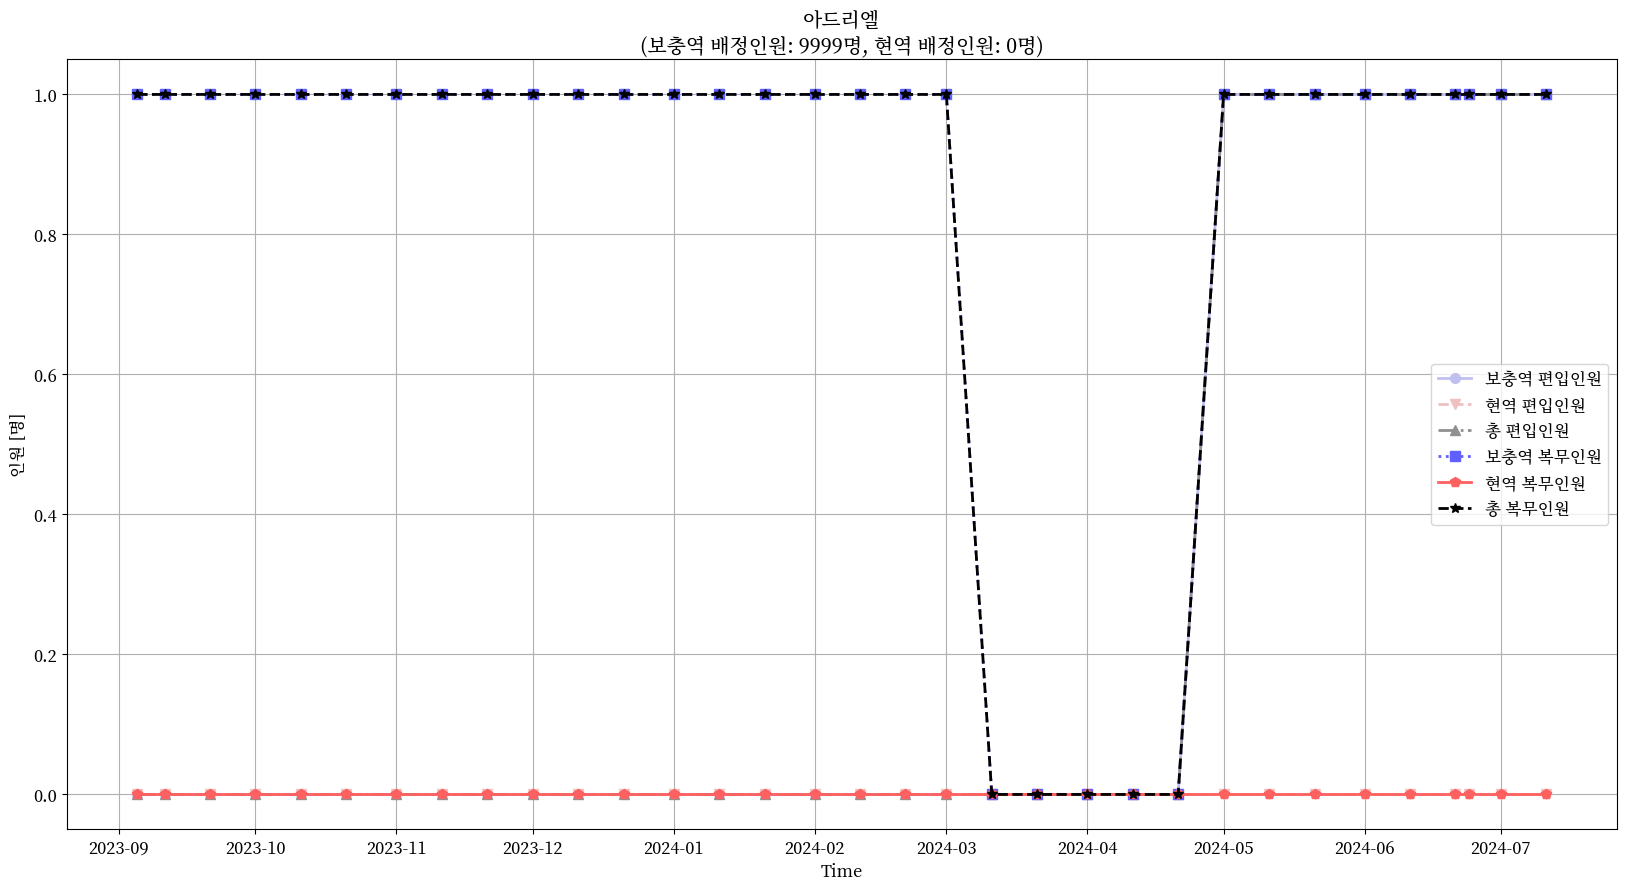 아드리엘
(보충역 배정인원: 9999명, 현역 배정인원: 0명)
1.0
0.8
0.6
0.4
0.2
0.0
인원 [명]
보충역 편입인원
현역 편입인원
총 편입인원
보충역 복무인원
현역 복무인원
총 복무인원
2023-09 2023-10 2023-11 2023-12 2024-01 2024-02 2024-03 2024-04 2024-05 2024-06 2024-07
Time